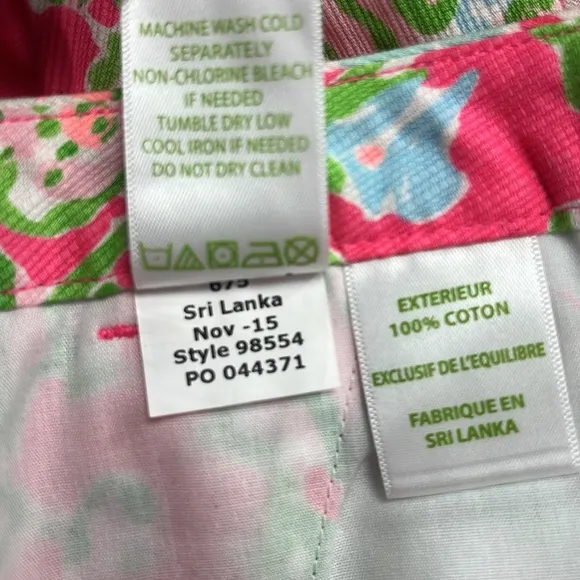 MACHINE WASH COLD
SEPARATELY
NON-CHLORINE BLEACH
IF NEEDED
TUMBLE DRY LOW
COOL IRON IF NEEDED
DO NOT DRY CLEAN
675
Sri Lanka
Nov -15
Style 98554
PO 044371
EXTERIEUR
100% COTON
EXCLUSIF DE L'EQUILIBRE
FABRIQUE EN
SRI LANKA